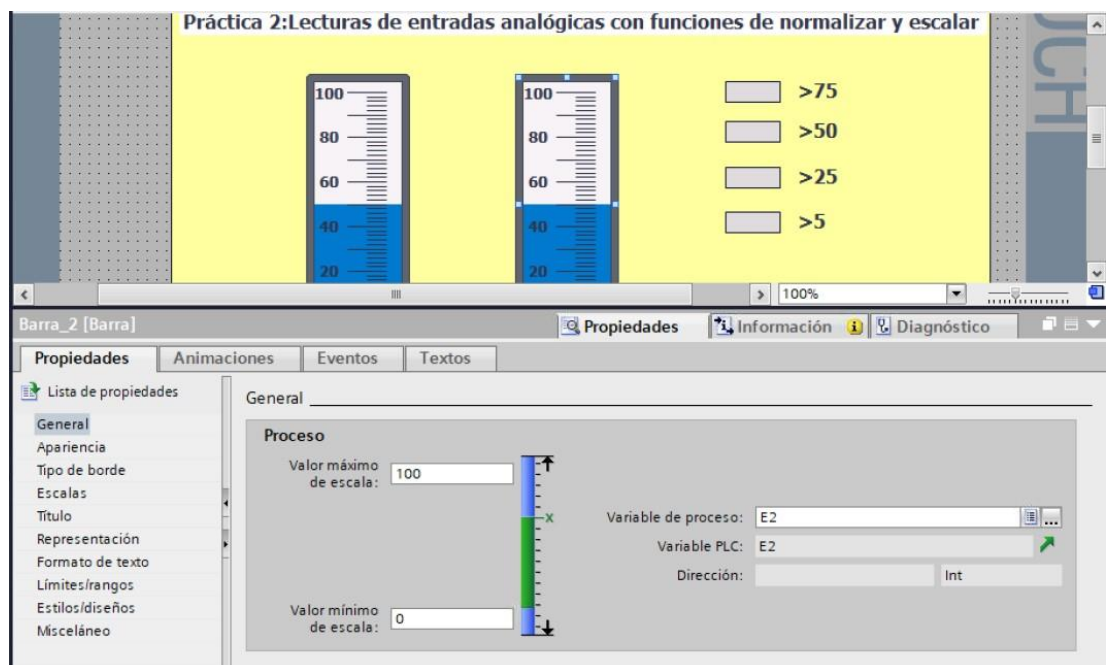 Práctica 2:Lecturas de entradas analógicas con funciones de normalizar y escalar
UCH
100
80
60
40
20
100
80
60
40
20
>75
>50
>25
>5
100%
Barra_2 [Barra]
Propiedades
Información
Diagnóstico
Propiedades
Animaciones
Eventos
Textos
Lista de propiedades
General
Apariencia
Tipo de borde
Escalas
Título
Representación
Formato de texto
Límites/rangos
Estilos/diseños
Misceláneo
General
Proceso
Valor máximo
de escala:
100
x
Variable de proceso:
E2
...
Variable PLC:
E2
Dirección:
Int
Valor mínimo
de escala:
0